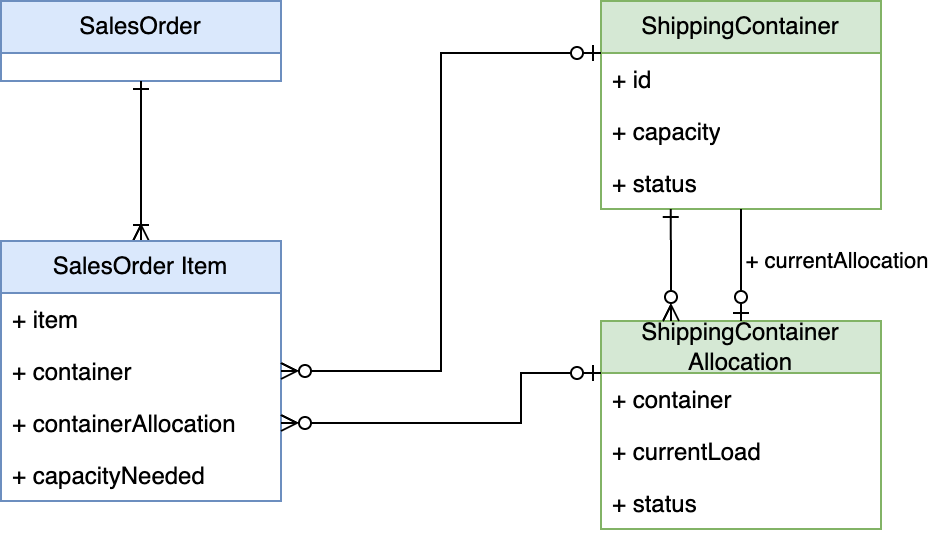 SalesOrder
SalesOrder Item
+ item
+ container
+ containerAllocation
+ capacityNeeded
ShippingContainer
+ id
+ capacity
+ status
+ currentAllocation
ShippingContainer
Allocation
+ container
+ currentLoad
+ status